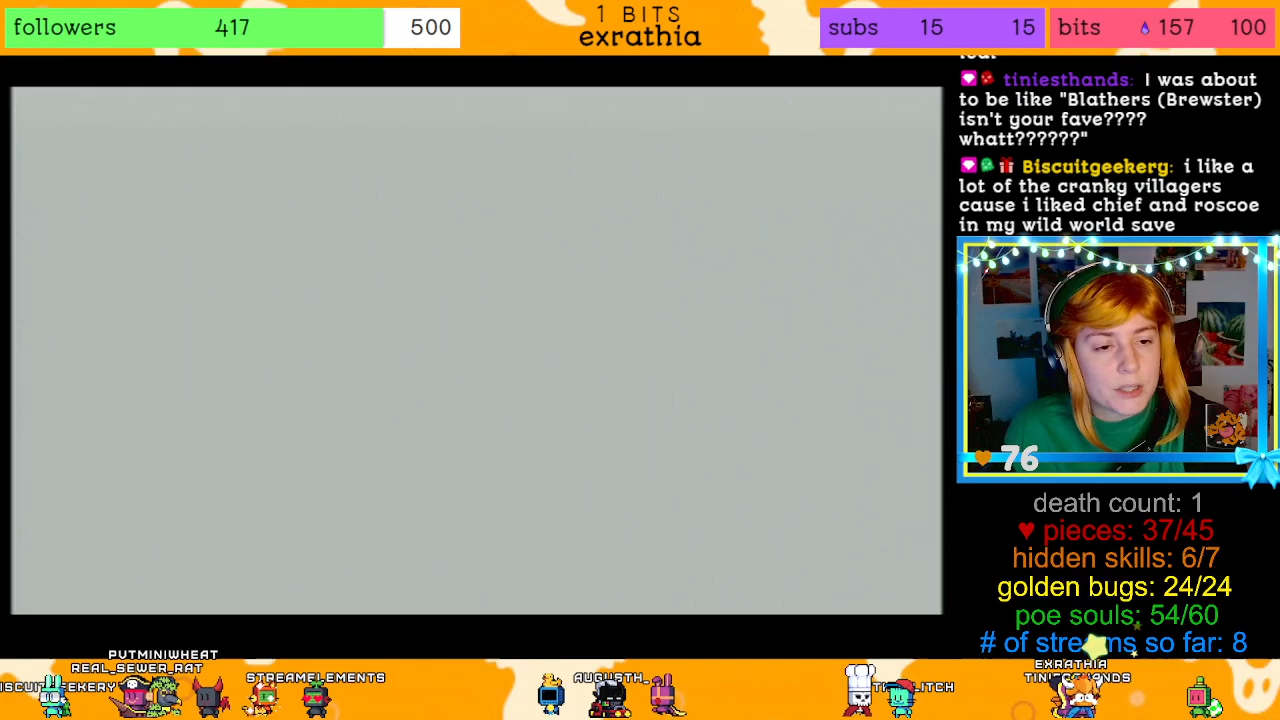 followers 417 500
1 BITS
exrathia
subs 15 15
bits 157 100
tiniesthands: I was about
to be like "Blathers (Brewster)
isn't your fave????
whatt??????"
Biscuitgeekery: i like a
lot of the cranky villagers
cause i liked chief and roscoe
in my wild world save
76
death count: 1
♥ pieces: 37/45
hidden skills: 6/7
golden bugs: 24/24
poe souls: 54/60
# of streams so far: 8
PUTMINIWHEAT
REAL_SEWER_RAT
STREAMELEMENTS
AUGUSTH_
EXRATHIA